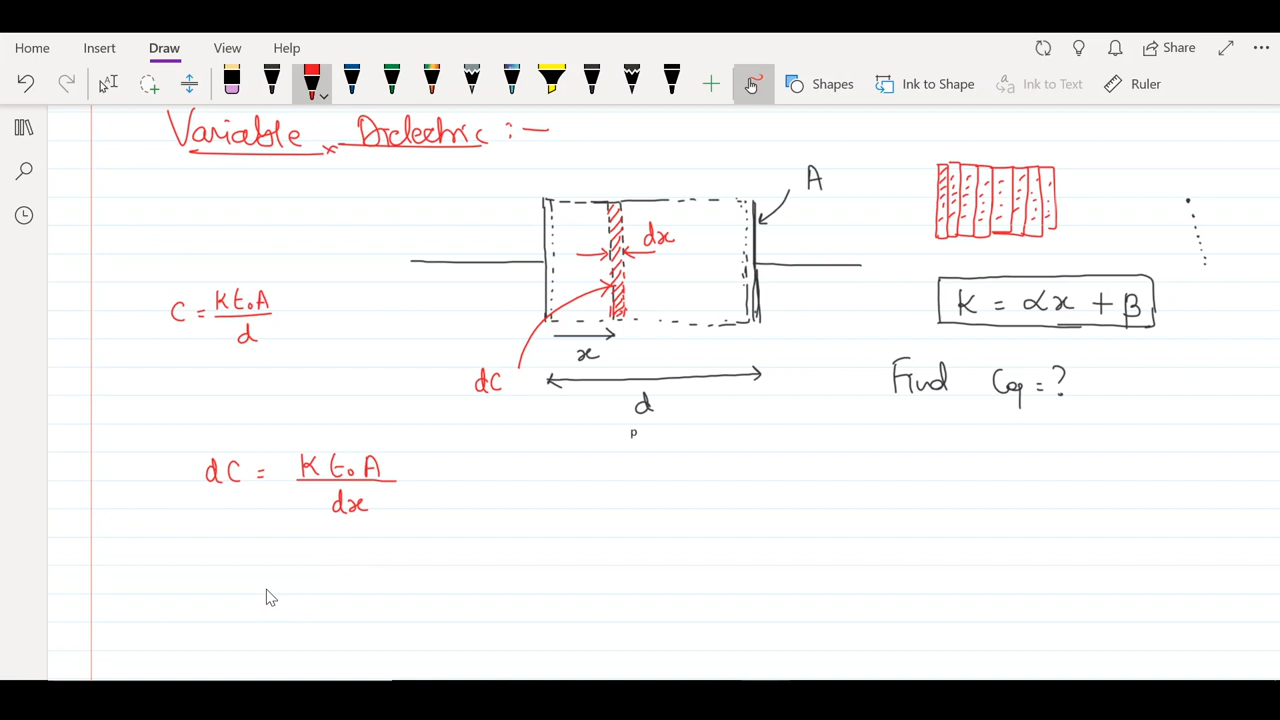 Home Insert Draw View Help Share
Shapes Ink to Shape Ink to Text Ruler
Variable Dielectric :-
A
dx
K = αx + β
C = Kε₀A / d
x
dC
Find Ceq = ?
d
P
dC = Kε₀A / dx